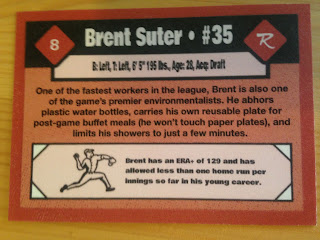 8 Brent Suter • #35 R
B: Left, T: Left, 6' 5" 195 lbs., Age: 28, Acq: Draft
One of the fastest workers in the league, Brent is also one
of the game's premier environmentalists. He abhors
plastic water bottles, carries his own reusable plate for
post-game buffet meals (he won't touch paper plates), and
limits his showers to just a few minutes.
Brent has an ERA+ of 129 and has
allowed less than one home run per
innings so far in his young career.